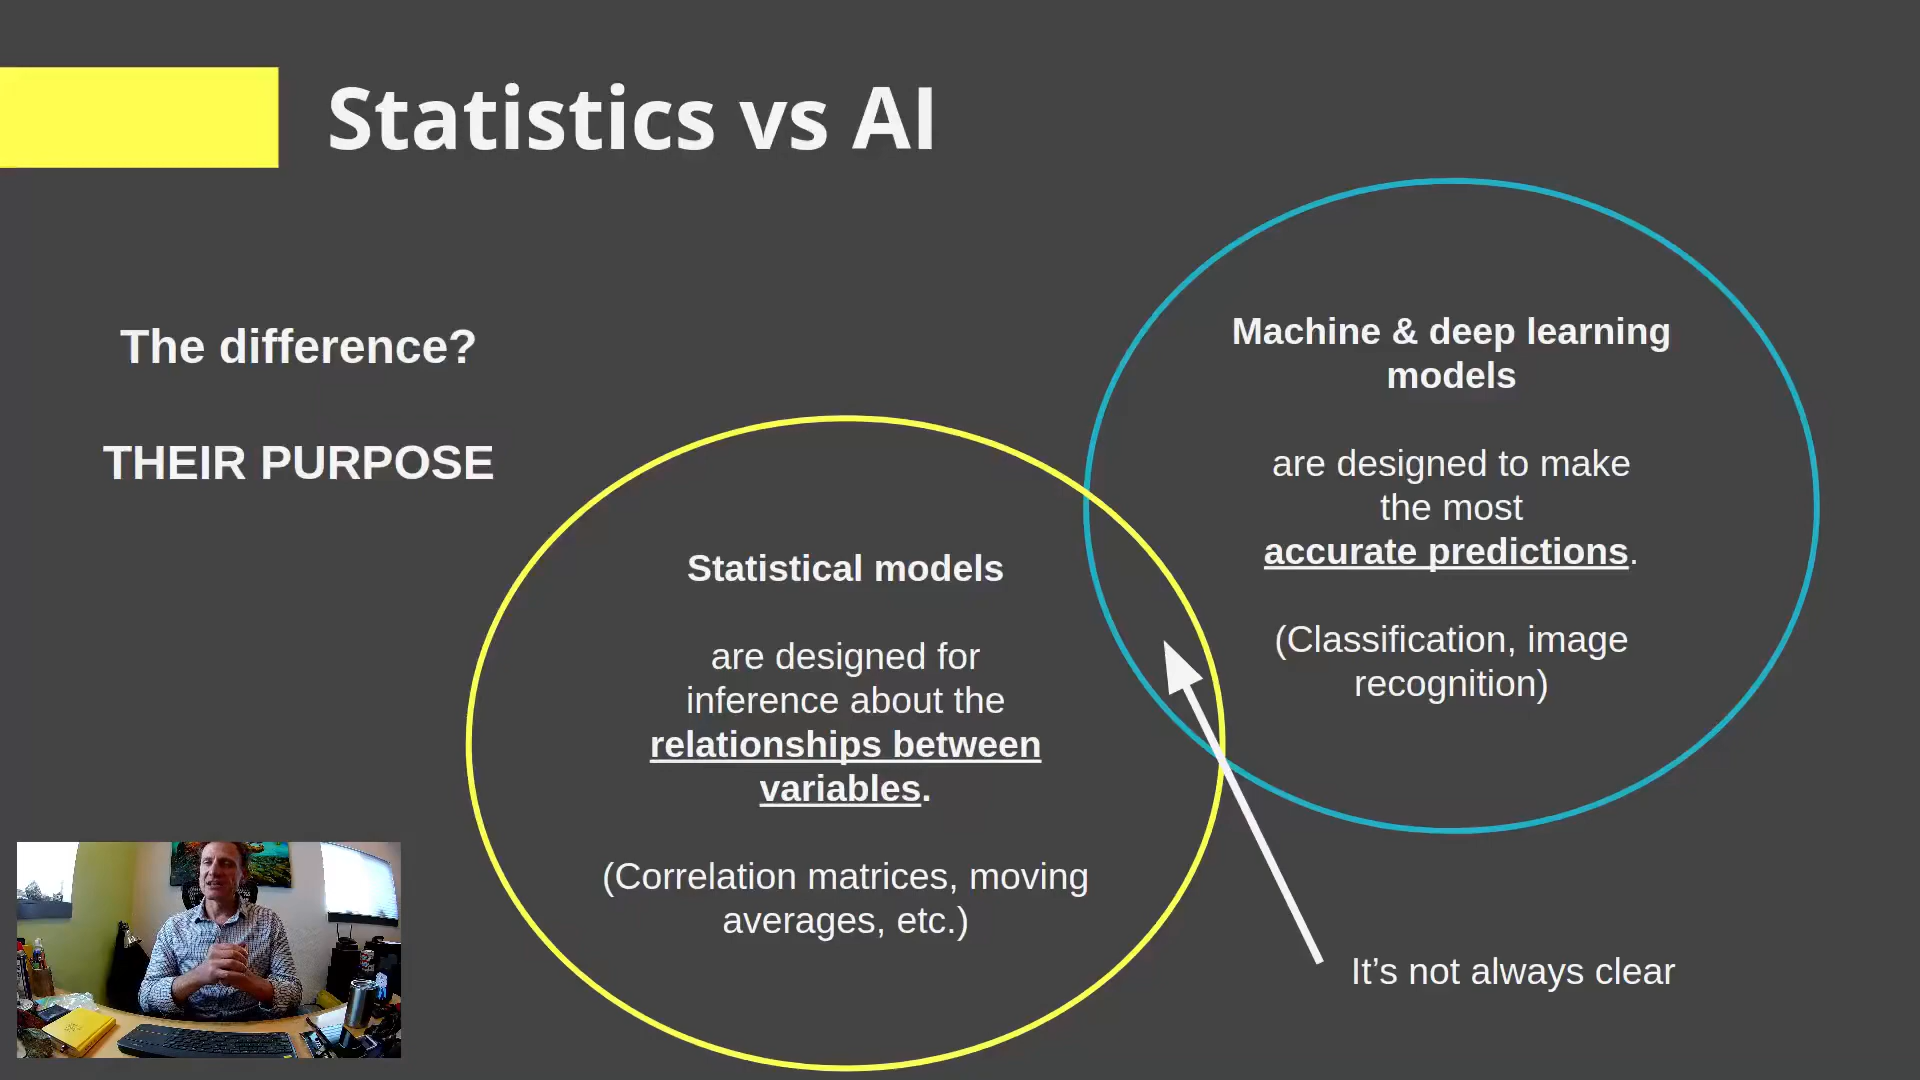 Statistics vs AI
The difference?
THEIR PURPOSE
Statistical models
are designed for
inference about the
relationships between
variables.
(Correlation matrices, moving
averages, etc.)
Machine & deep learning
models
are designed to make
the most
accurate predictions.
(Classification, image
recognition)
It’s not always clear